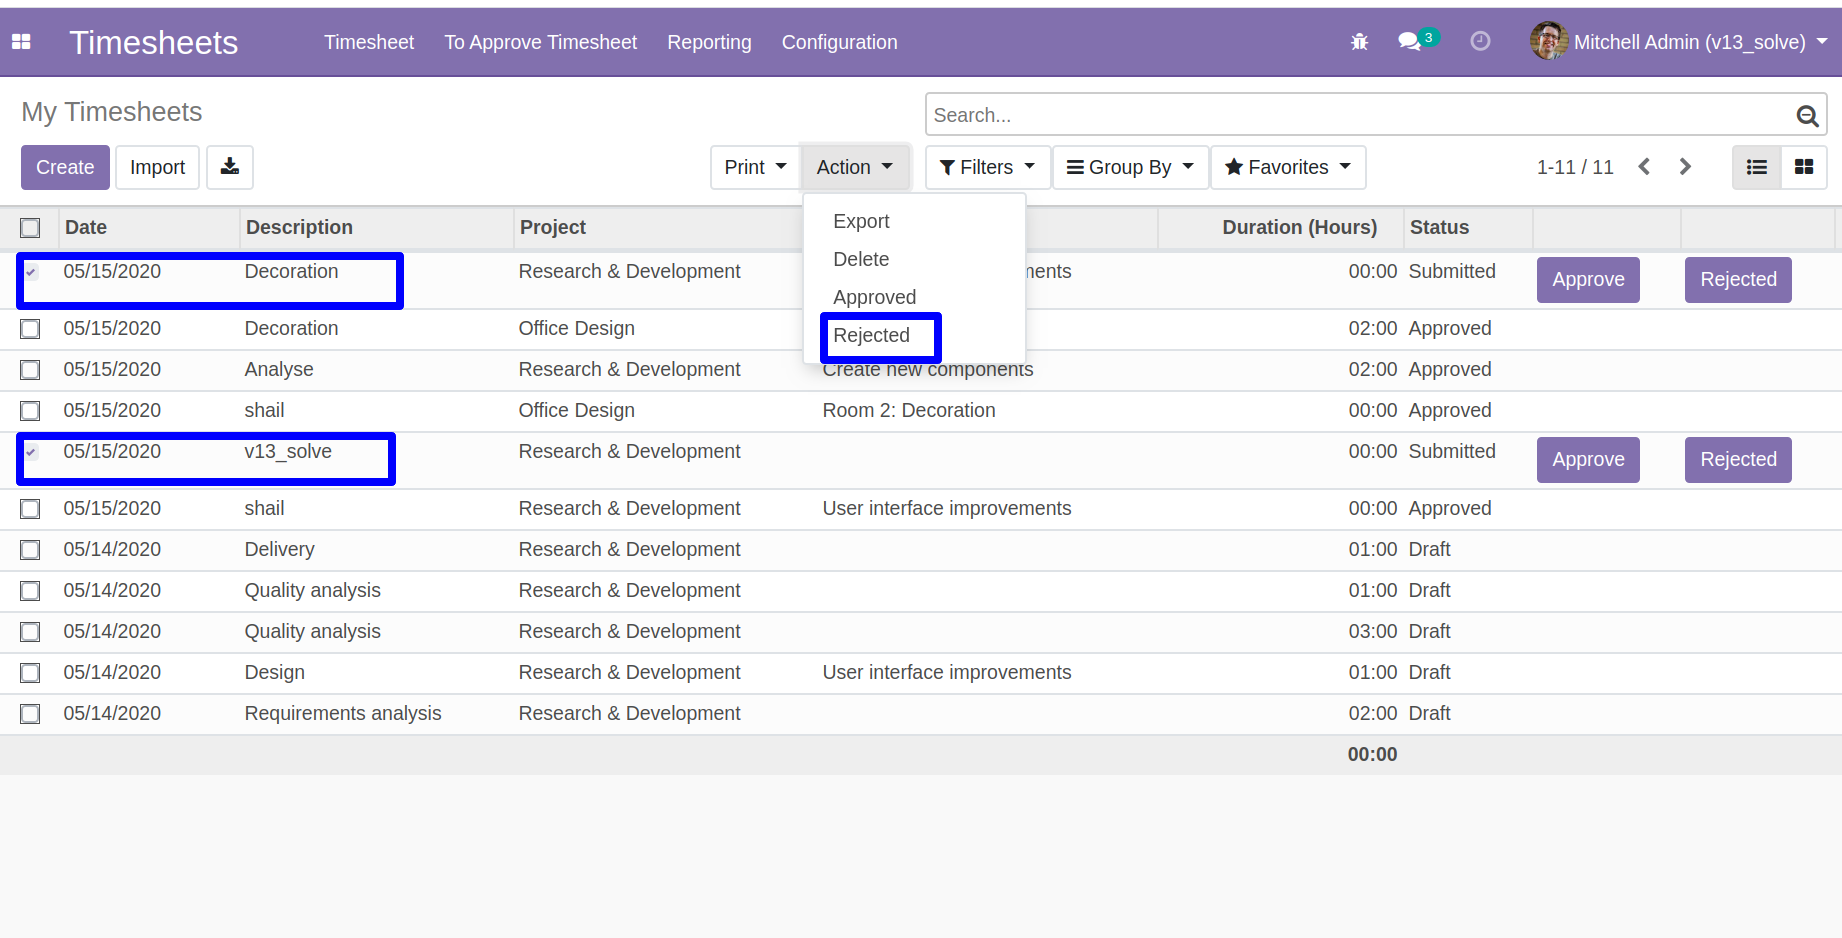 Timesheets Timesheet To Approve Timesheet Reporting Configuration 3 Mitchell Admin (v13_solve)
My Timesheets
Search...
Create Import Print Action Filters Group By Favorites 1-11 / 11
Date Description Project Duration (Hours) Status
Export
Delete
Approved
Rejected
05/15/2020 Decoration Research & Development ments 00:00 Submitted Approve Rejected
05/15/2020 Decoration Office Design 02:00 Approved
05/15/2020 Analyse Research & Development Create new components 02:00 Approved
05/15/2020 shail Office Design Room 2: Decoration 00:00 Approved
05/15/2020 v13_solve Research & Development 00:00 Submitted Approve Rejected
05/15/2020 shail Research & Development User interface improvements 00:00 Approved
05/14/2020 Delivery Research & Development 01:00 Draft
05/14/2020 Quality analysis Research & Development 01:00 Draft
05/14/2020 Quality analysis Research & Development 03:00 Draft
05/14/2020 Design Research & Development User interface improvements 01:00 Draft
05/14/2020 Requirements analysis Research & Development 02:00 Draft
00:00